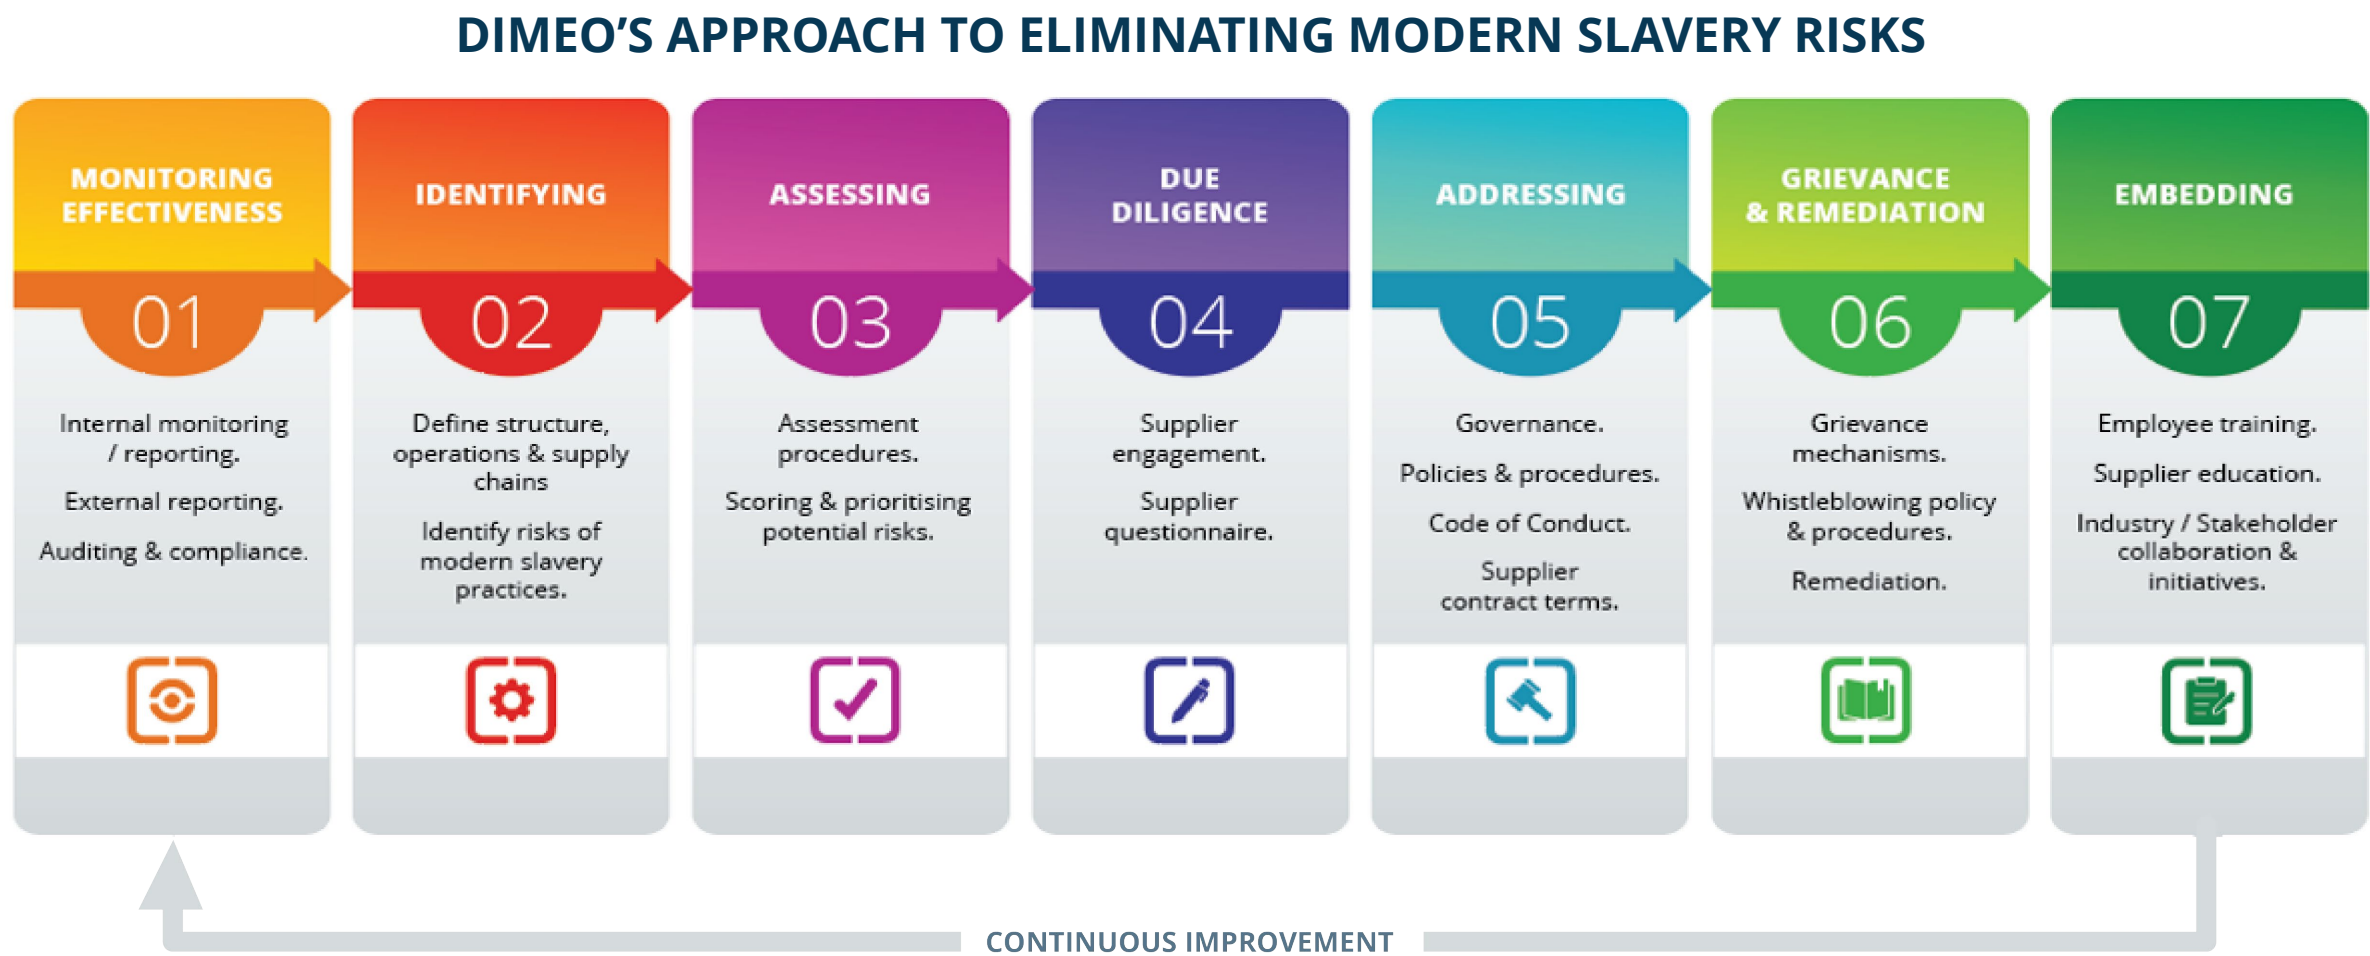 DIMEO’S APPROACH TO ELIMINATING MODERN SLAVERY RISKS
MONITORING
EFFECTIVENESS
01
Internal monitoring
/ reporting.
External reporting.
Auditing & compliance.
IDENTIFYING
02
Define structure,
operations & supply
chains
Identify risks of
modern slavery
practices.
ASSESSING
03
Assessment
procedures.
Scoring & prioritising
potential risks.
DUE
DILIGENCE
04
Supplier
engagement.
Supplier
questionnaire.
ADDRESSING
05
Governance.
Policies & procedures.
Code of Conduct.
Supplier
contract terms.
GRIEVANCE
& REMEDIATION
06
Grievance
mechanisms.
Whistleblowing policy
& procedures.
Remediation.
EMBEDDING
07
Employee training.
Supplier education.
Industry / Stakeholder
collaboration &
initiatives.
CONTINUOUS IMPROVEMENT